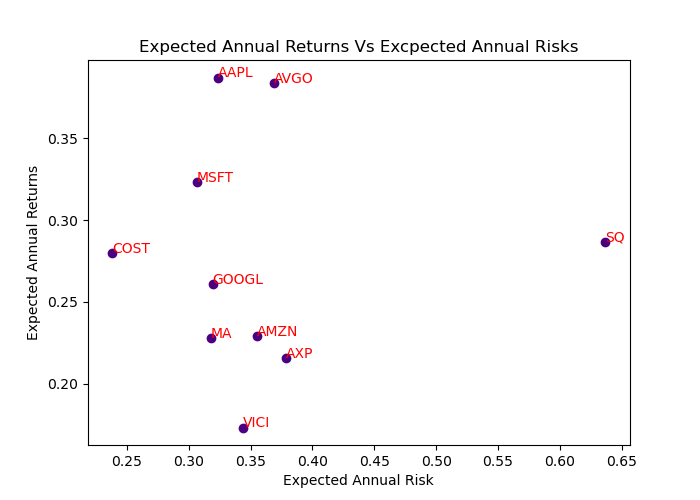 Expected Annual Returns Vs Excpected Annual Risks
AAPL
AVGO
0.35
MSFT
0.30
SQ
COST
GOOGL
0.25
AMZN
MA
AXP
0.20
VICI
Expected Annual Returns
0.25 0.30 0.35 0.40 0.45 0.50 0.55 0.60 0.65
Expected Annual Risk